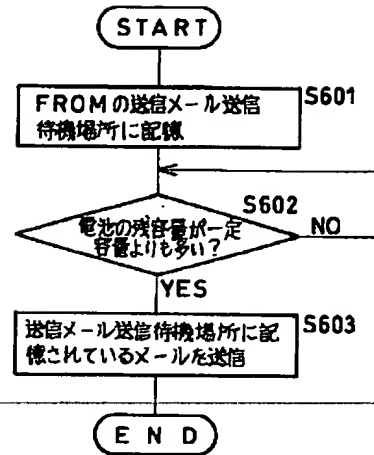 START
FROMの送信メール送信
待機場所に記憶
S601
S602
電池の残容量が一定
容量よりも多い?
NO
YES
送信メール送信待機場所に記
憶されているメールを送信
S603
END